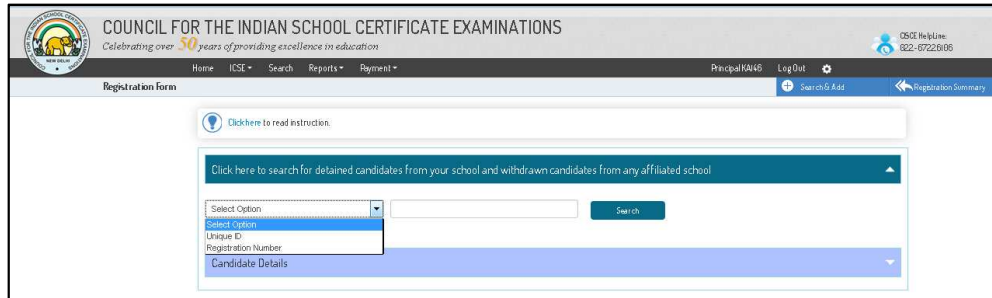 COUNCIL FOR THE INDIAN SCHOOL CERTIFICATE EXAMINATIONS
Celebrating over 50 years of providing excellence in education
CISCE HelpLine:
022-67226106
NEW DELHI
Home ICSE Search Reports Payment Principal KA146 Log Out
Registration Form Search & Add Registration Summary
Click here to read instruction.
Click here to search for detained candidates from your school and withdrawn candidates from any affiliated school
Select Option Search
Select Option
Unique ID
Registration Number
Candidate Details